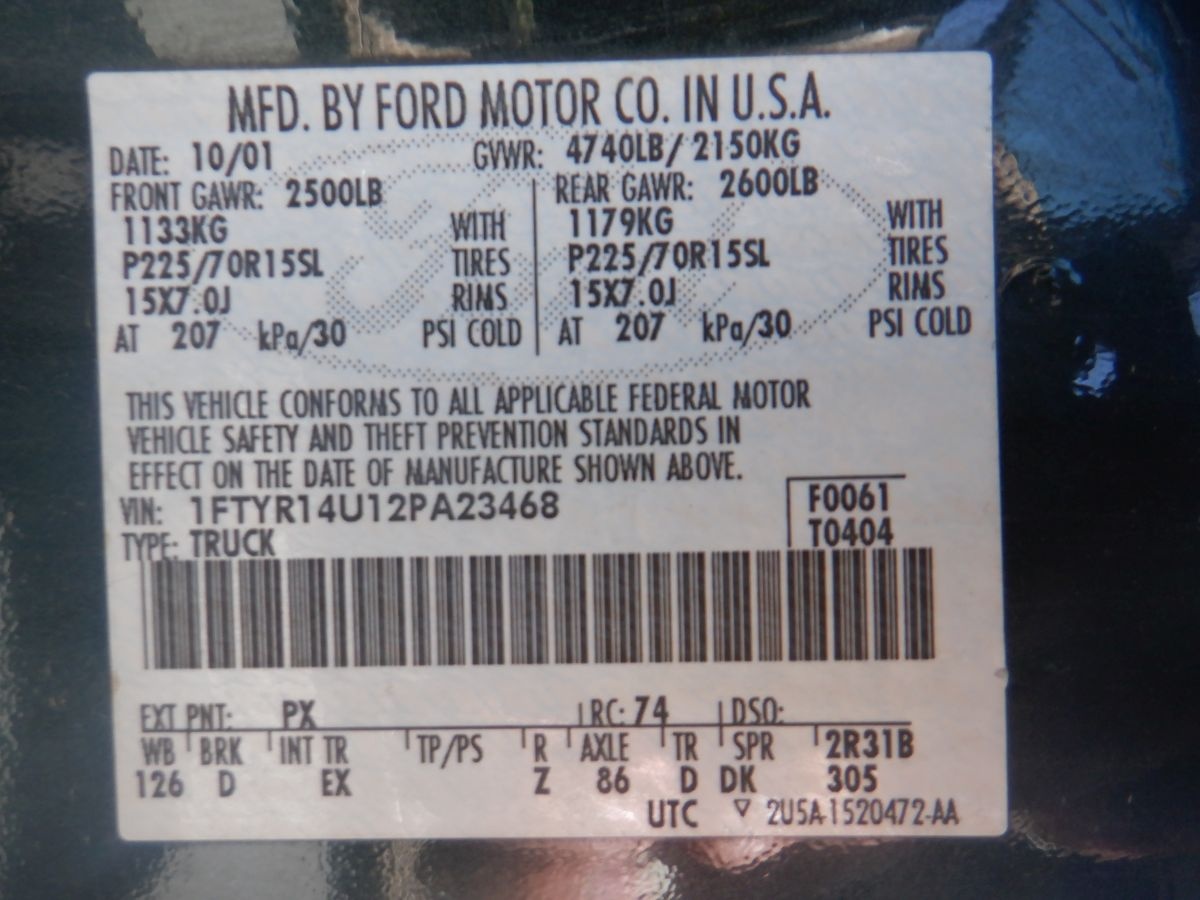 MFD. BY FORD MOTOR CO. IN U.S.A.
DATE: 10/01 GVWR: 4740LB/ 2150KG
FRONT GAWR: 2500LB REAR GAWR: 2600LB
1133KG WITH 1179KG WITH
P225/70R15SL TIRES P225/70R15SL TIRES
15X7.0J RIMS 15X7.0J RIMS
AT 207 kPa/30 PSI COLD AT 207 kPa/30 PSI COLD
THIS VEHICLE CONFORMS TO ALL APPLICABLE FEDERAL MOTOR
VEHICLE SAFETY AND THEFT PREVENTION STANDARDS IN
EFFECT ON THE DATE OF MANUFACTURE SHOWN ABOVE.
VIN: 1FTYR14U12PA23468 F0061
TYPE: TRUCK T0404
EXT PNT: PX RC: 74 DSO:
WB BRK INT TR TP/PS R AXLE TR SPR 2R31B
126 D EX Z 86 D DK 305
UTC ▽ 2U5A-1520472-AA